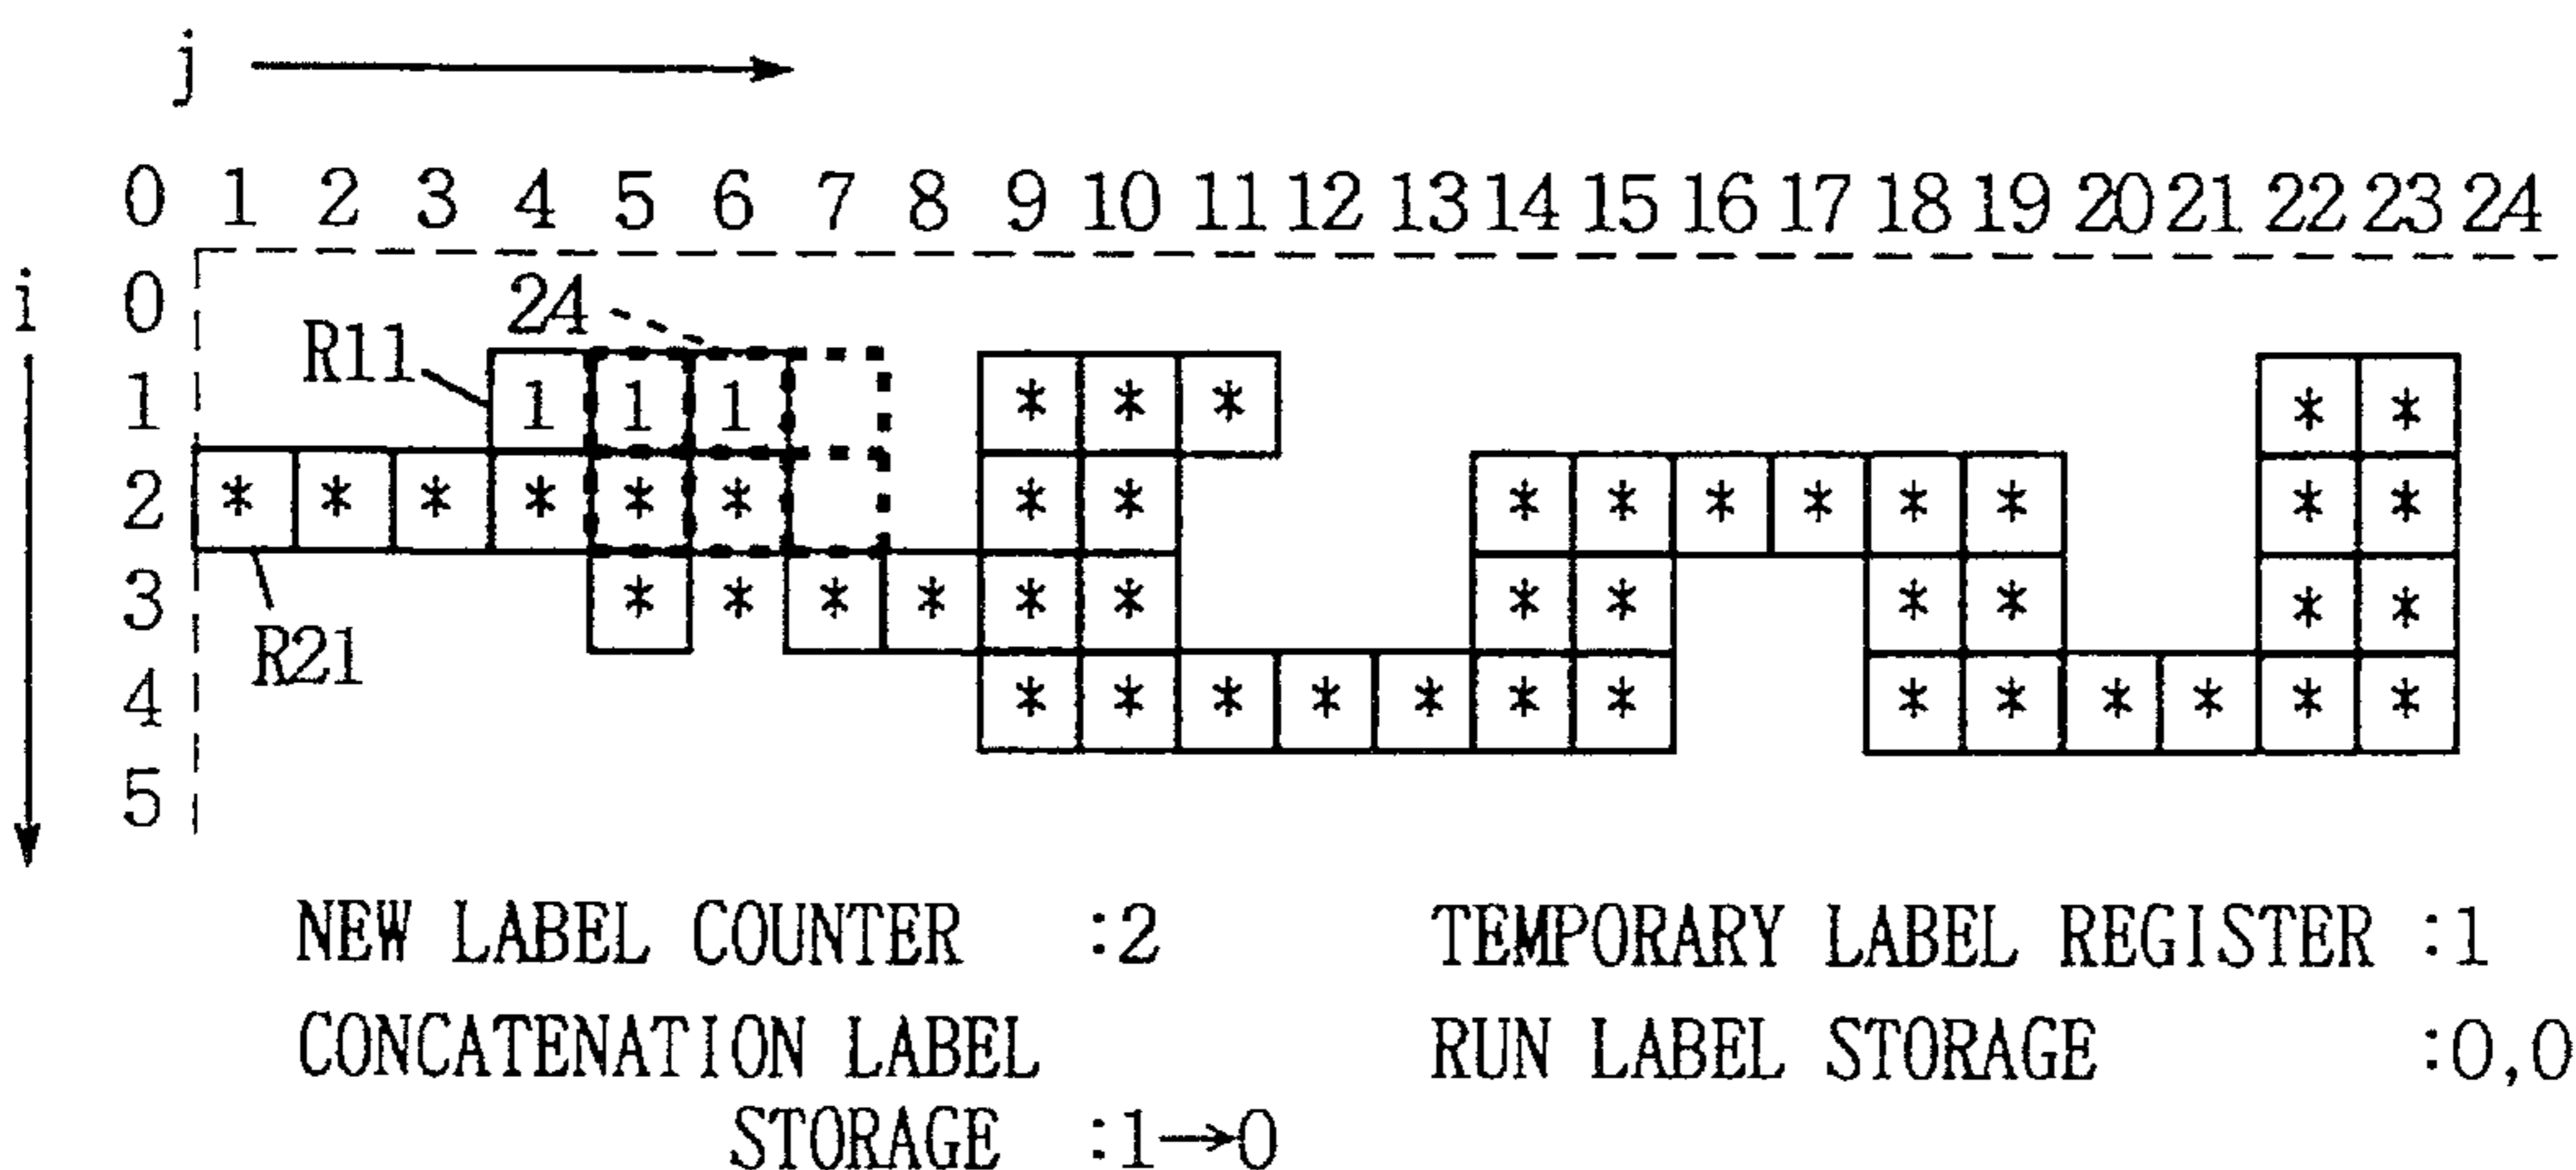 j
0 1 2 3 4 5 6 7 8 9 10 11 12 13 14 15 16 17 18 19 20 21 22 23 24
i 0 24
R11
1 1 1 1 * * * * *
2 * * * * * * * * * * * * * * * *
3 * * * * * * * * * * * *
R21
4 * * * * * * * * * * * * *
5
NEW LABEL COUNTER :2 TEMPORARY LABEL REGISTER :1
CONCATENATION LABEL RUN LABEL STORAGE :0,0
STORAGE :1→0